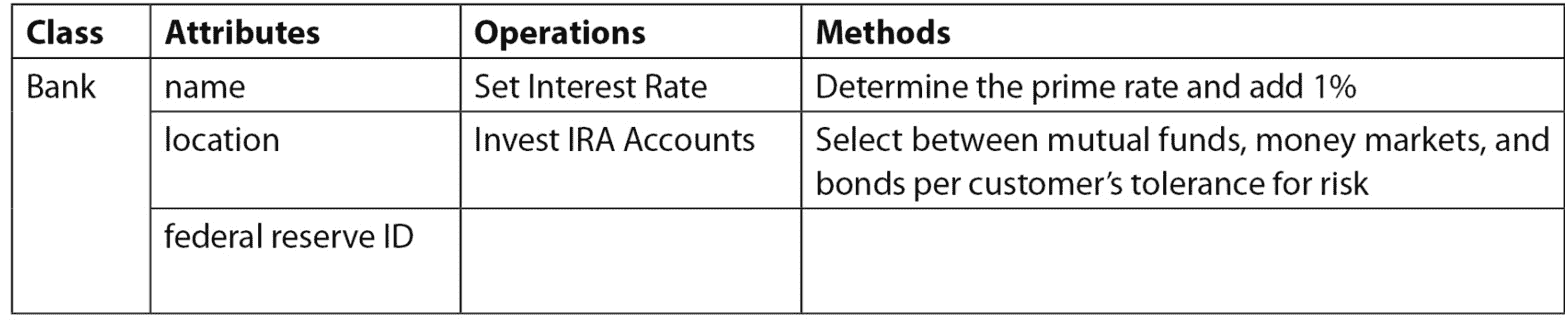 Class Attributes Operations Methods
Bank name Set Interest Rate Determine the prime rate and add 1%
location Invest IRA Accounts Select between mutual funds, money markets, and
bonds per customer’s tolerance for risk
federal reserve ID